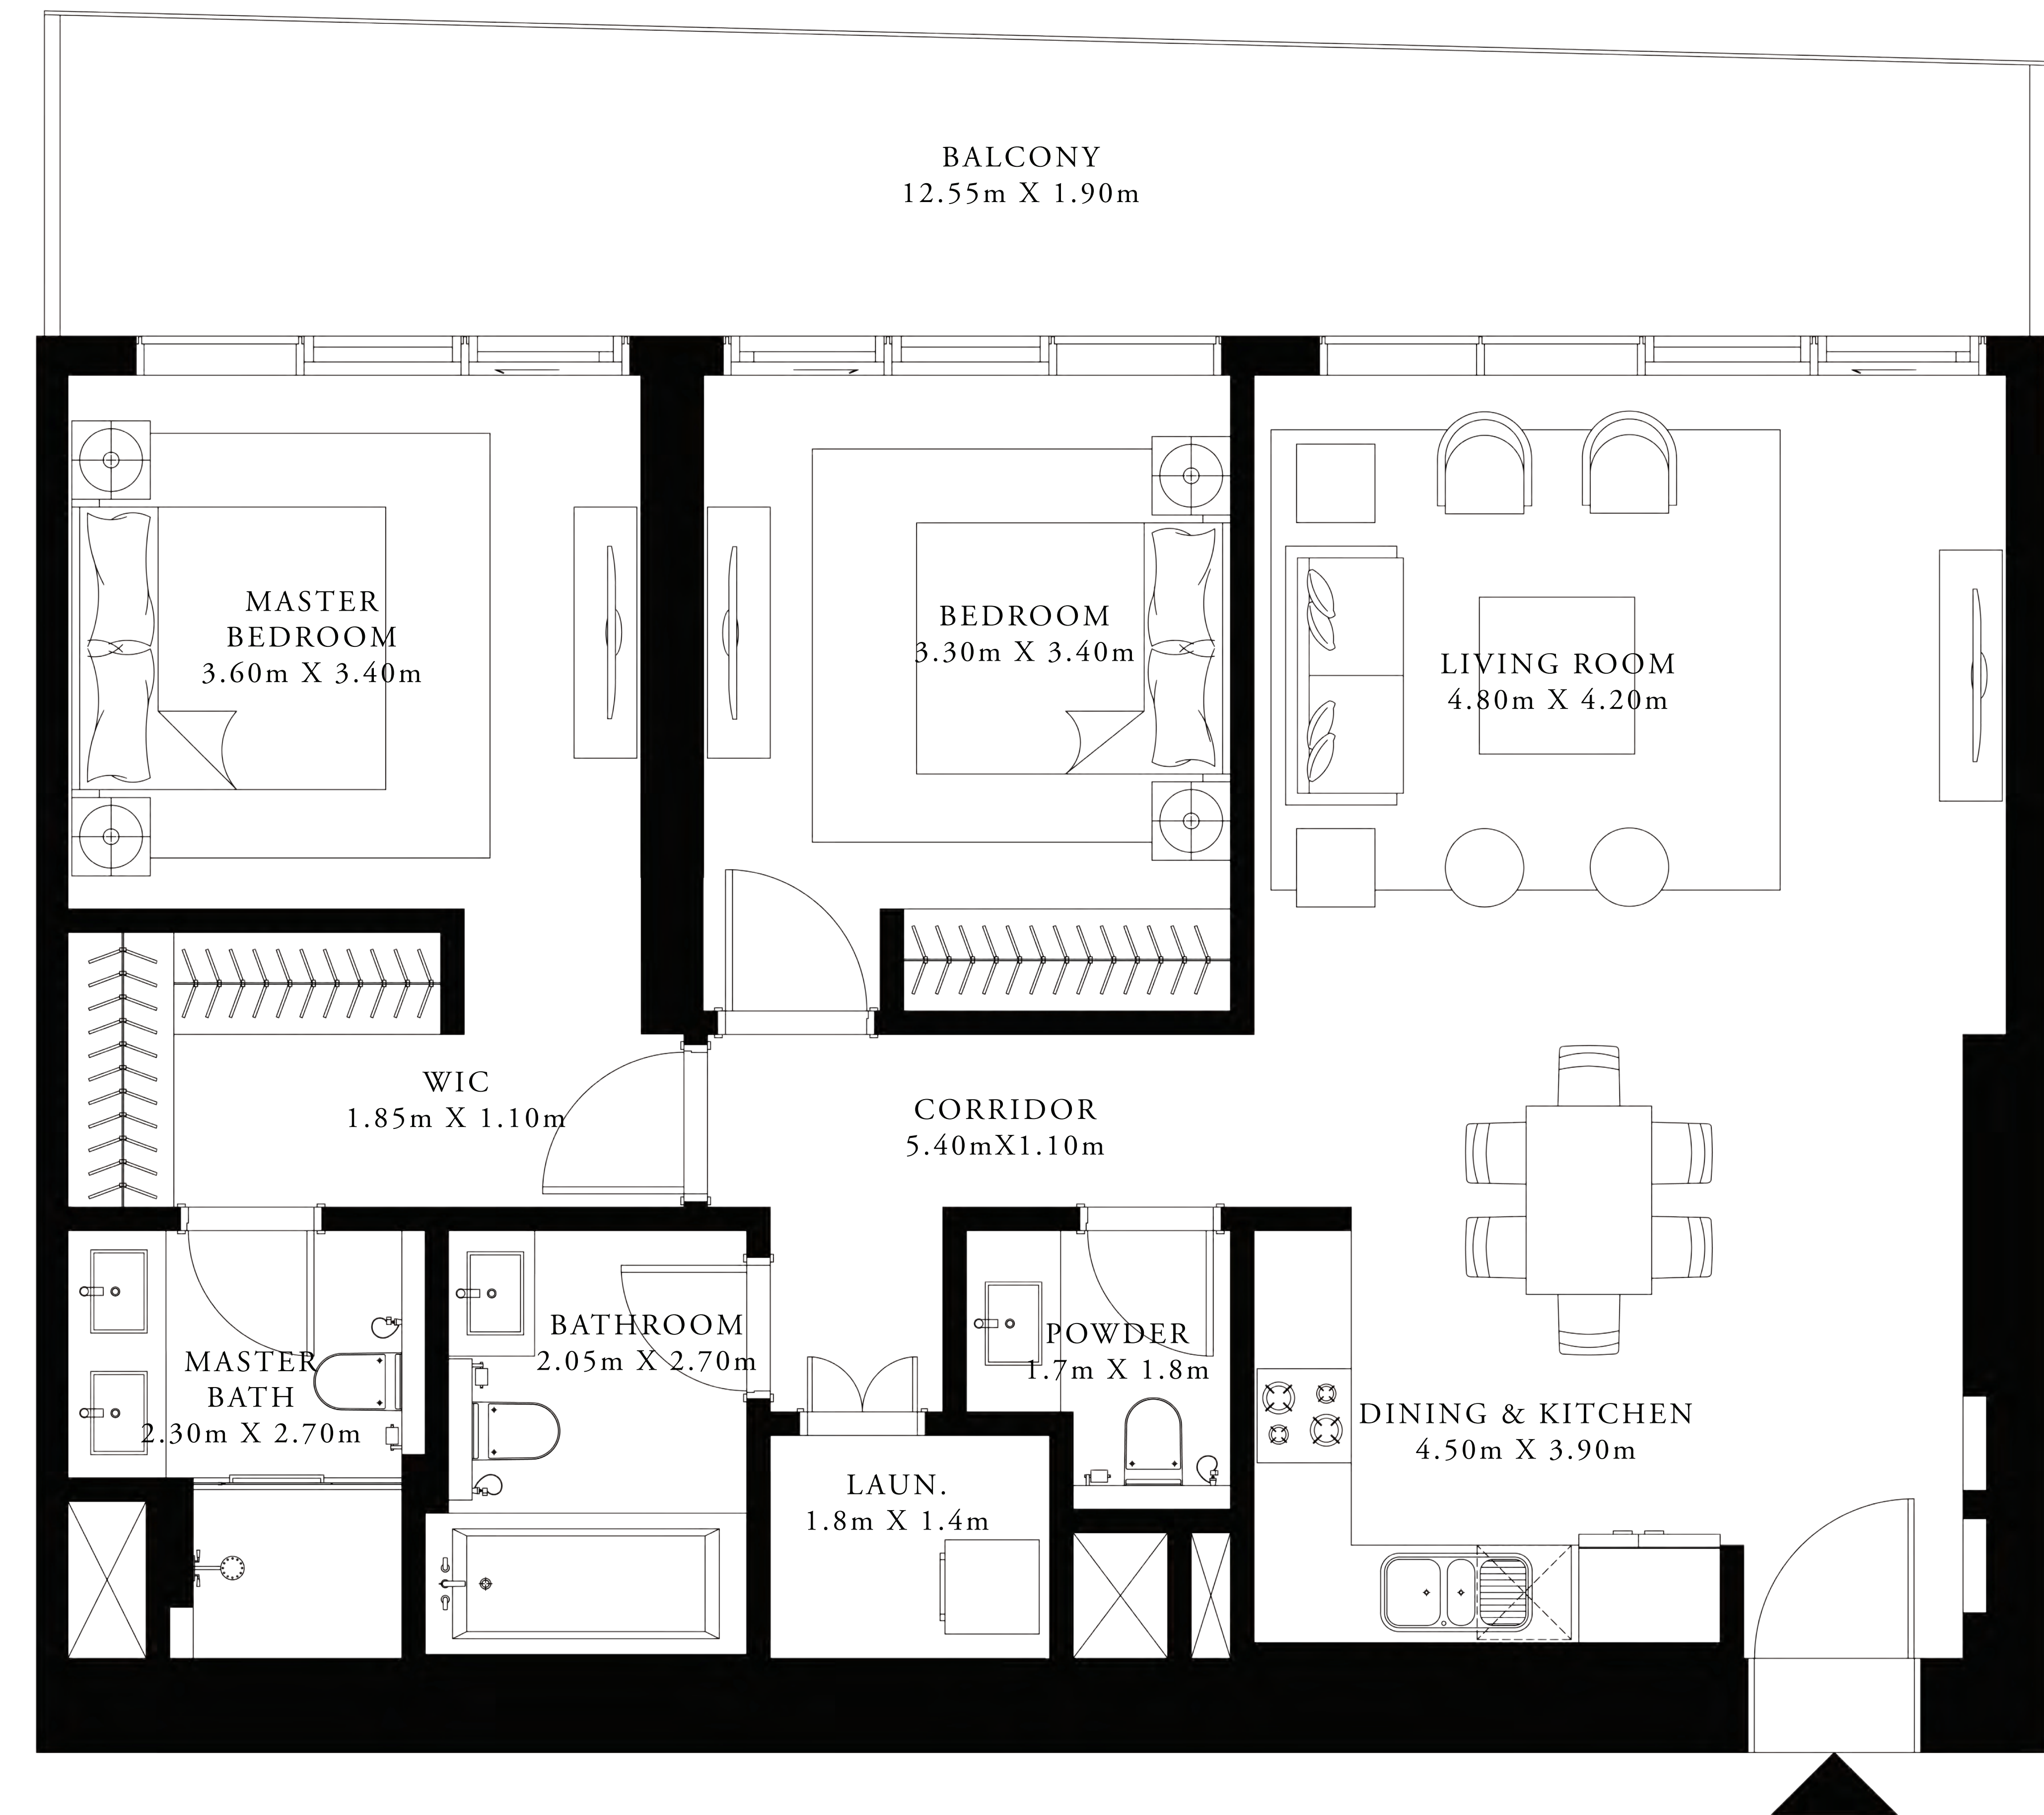 BALCONY
12.55m X 1.90m
MASTER
BEDROOM
3.60m X 3.40m
BEDROOM
3.30m X 3.40m
LIVING ROOM
4.80m X 4.20m
WIC
1.85m X 1.10m
CORRIDOR
5.40mX1.10m
MASTER
BATH
2.30m X 2.70m
BATHROOM
2.05m X 2.70m
POWDER
1.7m X 1.8m
LAUN.
1.8m X 1.4m
DINING & KITCHEN
4.50m X 3.90m